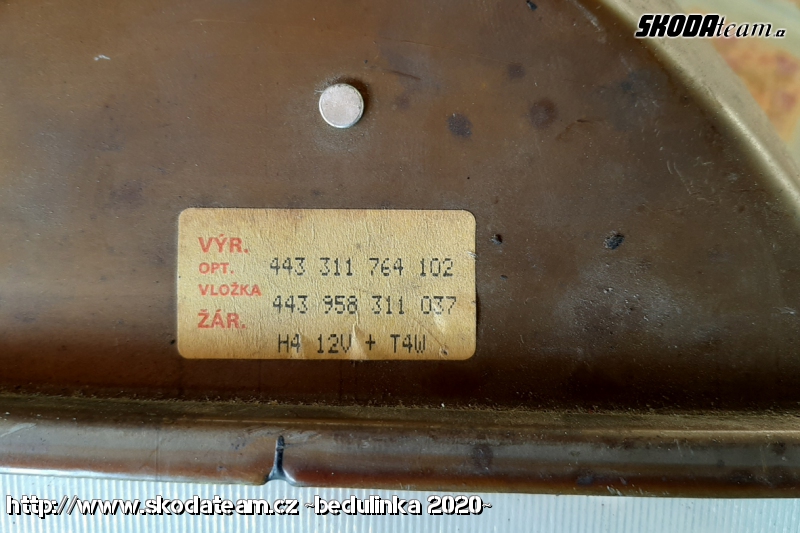 SKODAteam.cz
VÝR. 443 311 764 102
OPT.
VLOŽKA 443 958 311 037
ŽÁR. H4 12V + T4W
http://www.skodateam.cz ~bedulinka 2020~